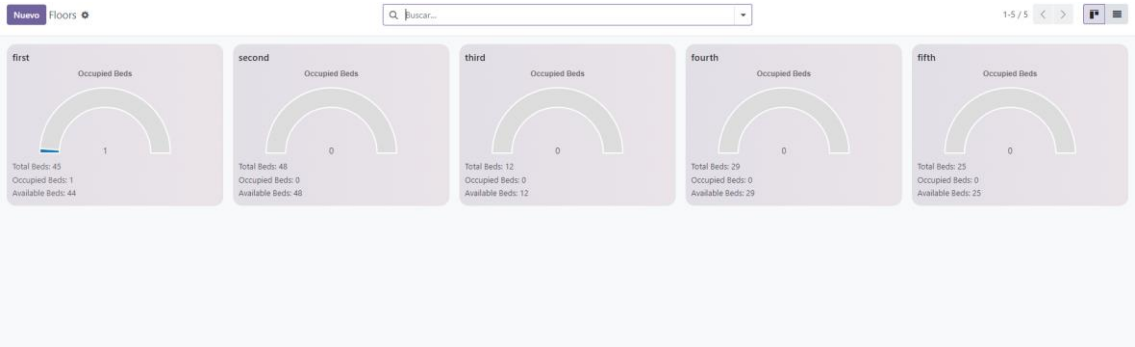 Nuevo Floors
Buscar...
1-5 / 5
first
Occupied Beds
1
Total Beds: 45
Occupied Beds: 1
Available Beds: 44
second
Occupied Beds
0
Total Beds: 48
Occupied Beds: 0
Available Beds: 48
third
Occupied Beds
0
Total Beds: 12
Occupied Beds: 0
Available Beds: 12
fourth
Occupied Beds
0
Total Beds: 29
Occupied Beds: 0
Available Beds: 29
fifth
Occupied Beds
0
Total Beds: 25
Occupied Beds: 0
Available Beds: 25